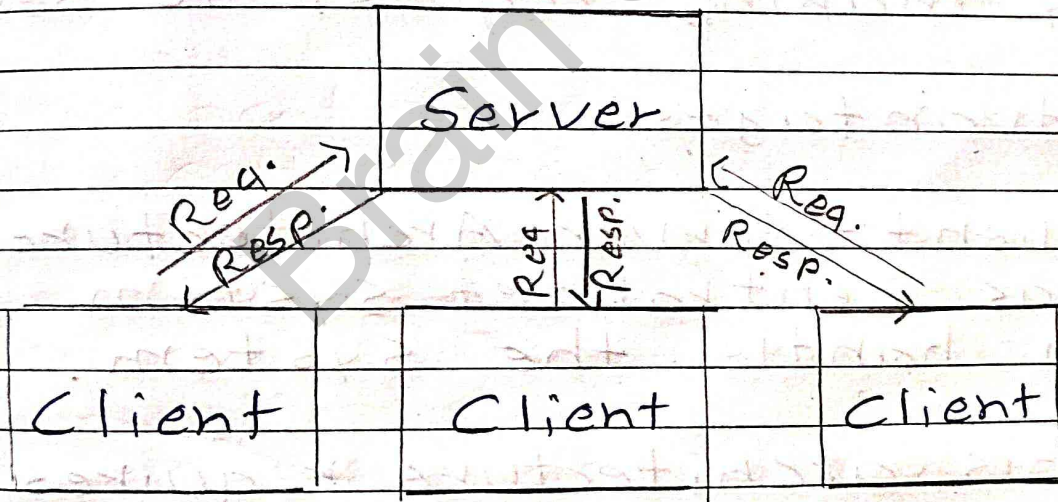 Server
Req.
Resp.
Req
Resp.
Req.
Resp.
Client
Client
Client
Brain